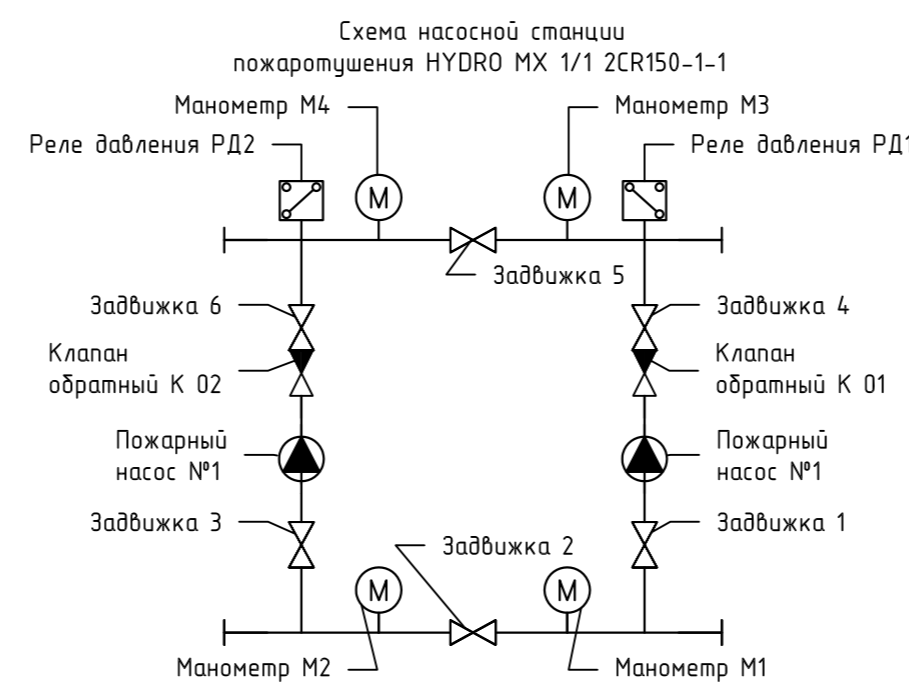 Схема насосной станции
пожаротушения HYDRO MX 1/1 2CR150-1-1
Манометр М4
Манометр М3
Реле давления РД2
Реле давления РД1
М
М
Задвижка 5
Задвижка 6
Задвижка 4
Клапан
обратный К 02
Клапан
обратный К 01
Пожарный
насос №1
Пожарный
насос №1
Задвижка 3
Задвижка 1
Задвижка 2
М
М
Манометр М2
Манометр М1